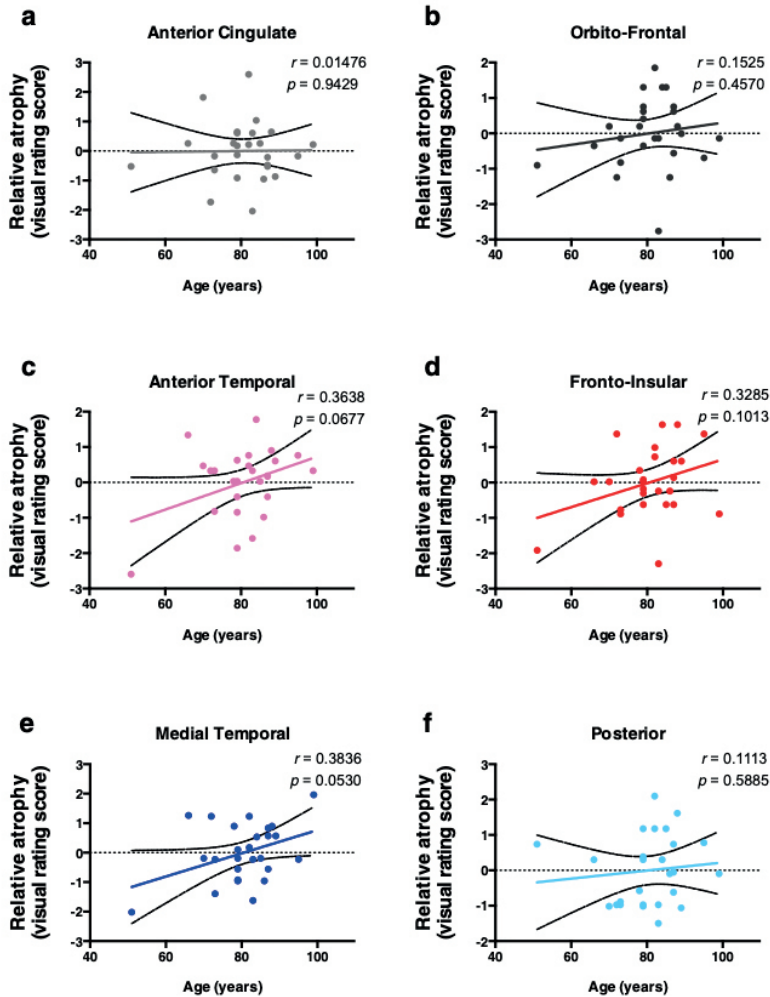 a
Anterior Cingulate
r = 0.01476
p = 0.9429
Relative atrophy
(visual rating score)
3
2
1
0
-1
-2
-3
40
60
80
100
Age (years)
b
Orbito-Frontal
r = 0.1525
p = 0.4570
Relative atrophy
(visual rating score)
2
1
0
-1
-2
-3
40
60
80
100
Age (years)
c
Anterior Temporal
r = 0.3638
p = 0.0677
Relative atrophy
(visual rating score)
2
1
0
-1
-2
-3
40
60
80
100
Age (years)
d
Fronto-Insular
r = 0.3285
p = 0.1013
Relative atrophy
(visual rating score)
2
1
0
-1
-2
-3
40
60
80
100
Age (years)
e
Medial Temporal
r = 0.3836
p = 0.0530
Relative atrophy
(visual rating score)
3
2
1
0
-1
-2
-3
40
60
80
100
Age (years)
f
Posterior
r = 0.1113
p = 0.5885
Relative atrophy
(visual rating score)
3
2
1
0
-1
-2
40
60
80
100
Age (years)